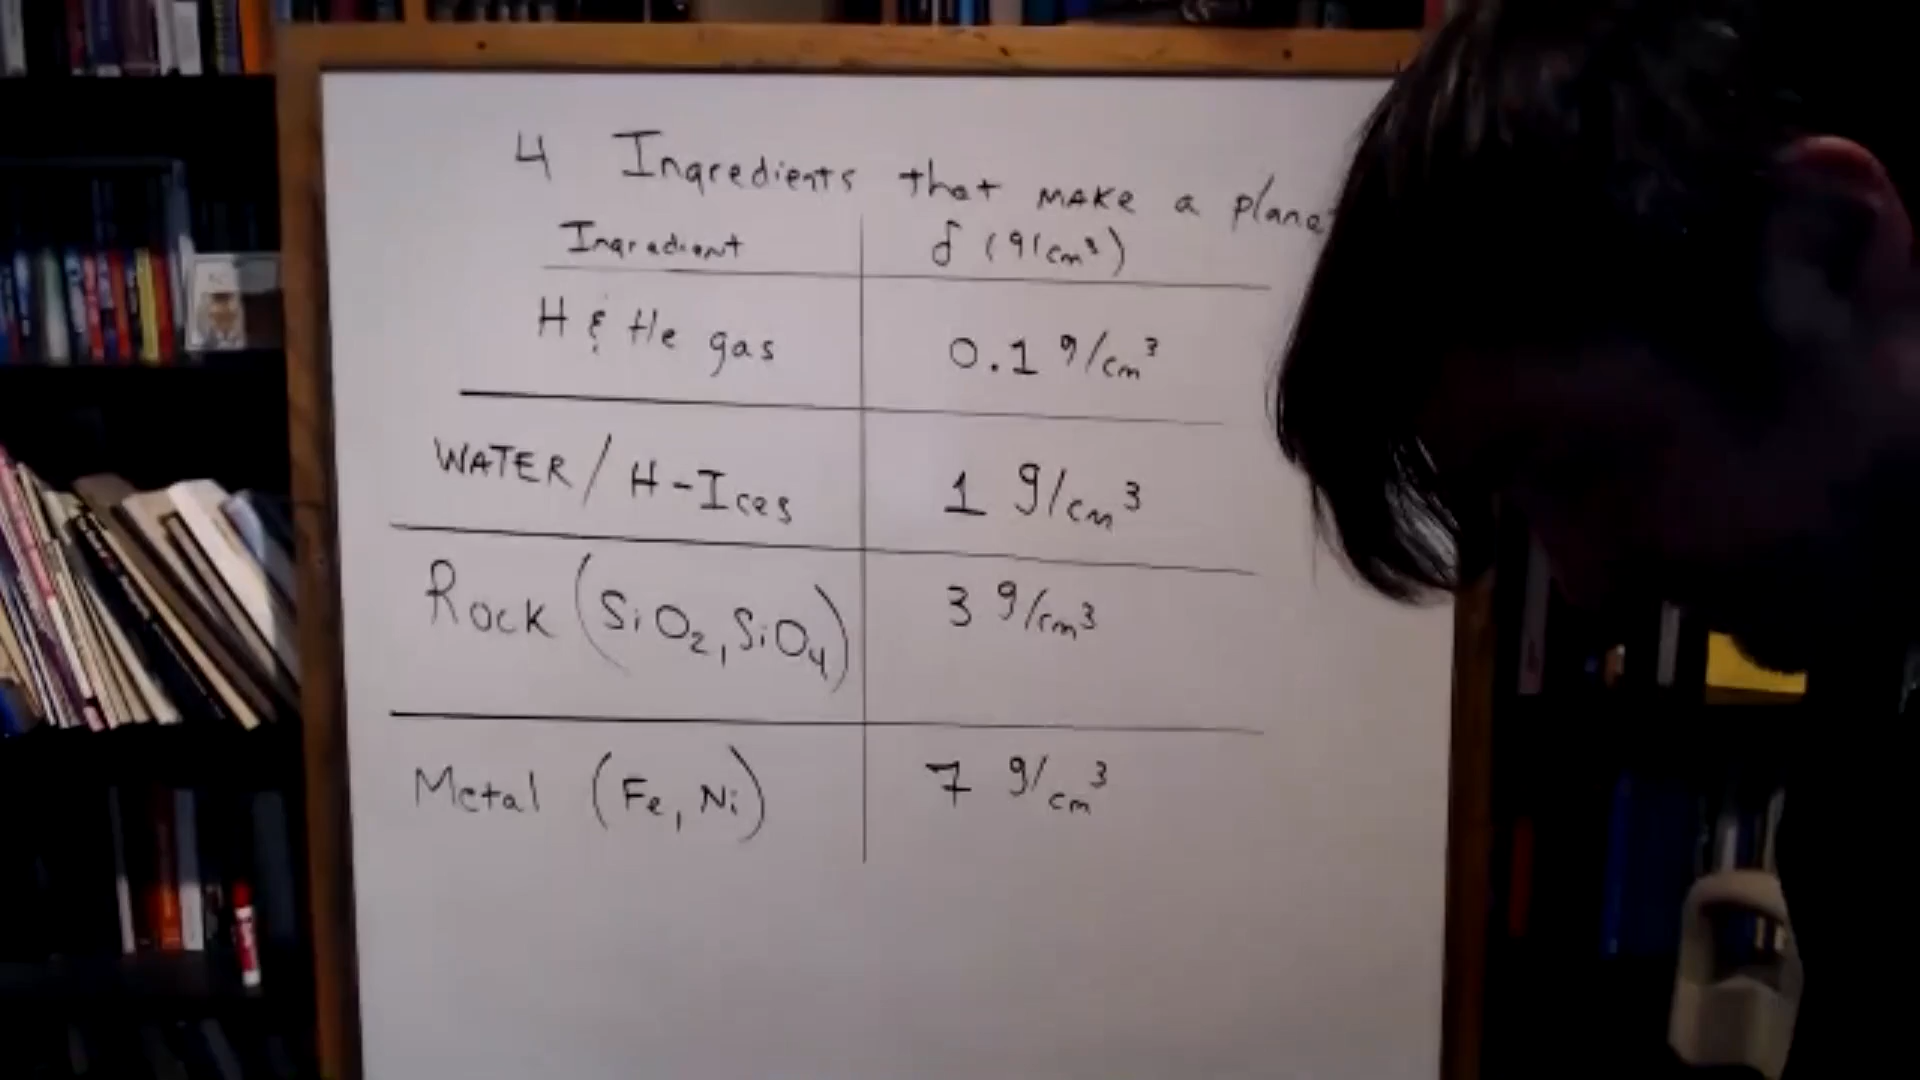 4 Ingredients that MAKE a plane
Ingredient δ (g/cm³)
H & He gas 0.1 g/cm³
WATER / H-Ices 1 g/cm³
Rock (SiO₂, SiO₄) 3 g/cm³
Metal (Fe, Ni) 7 g/cm³